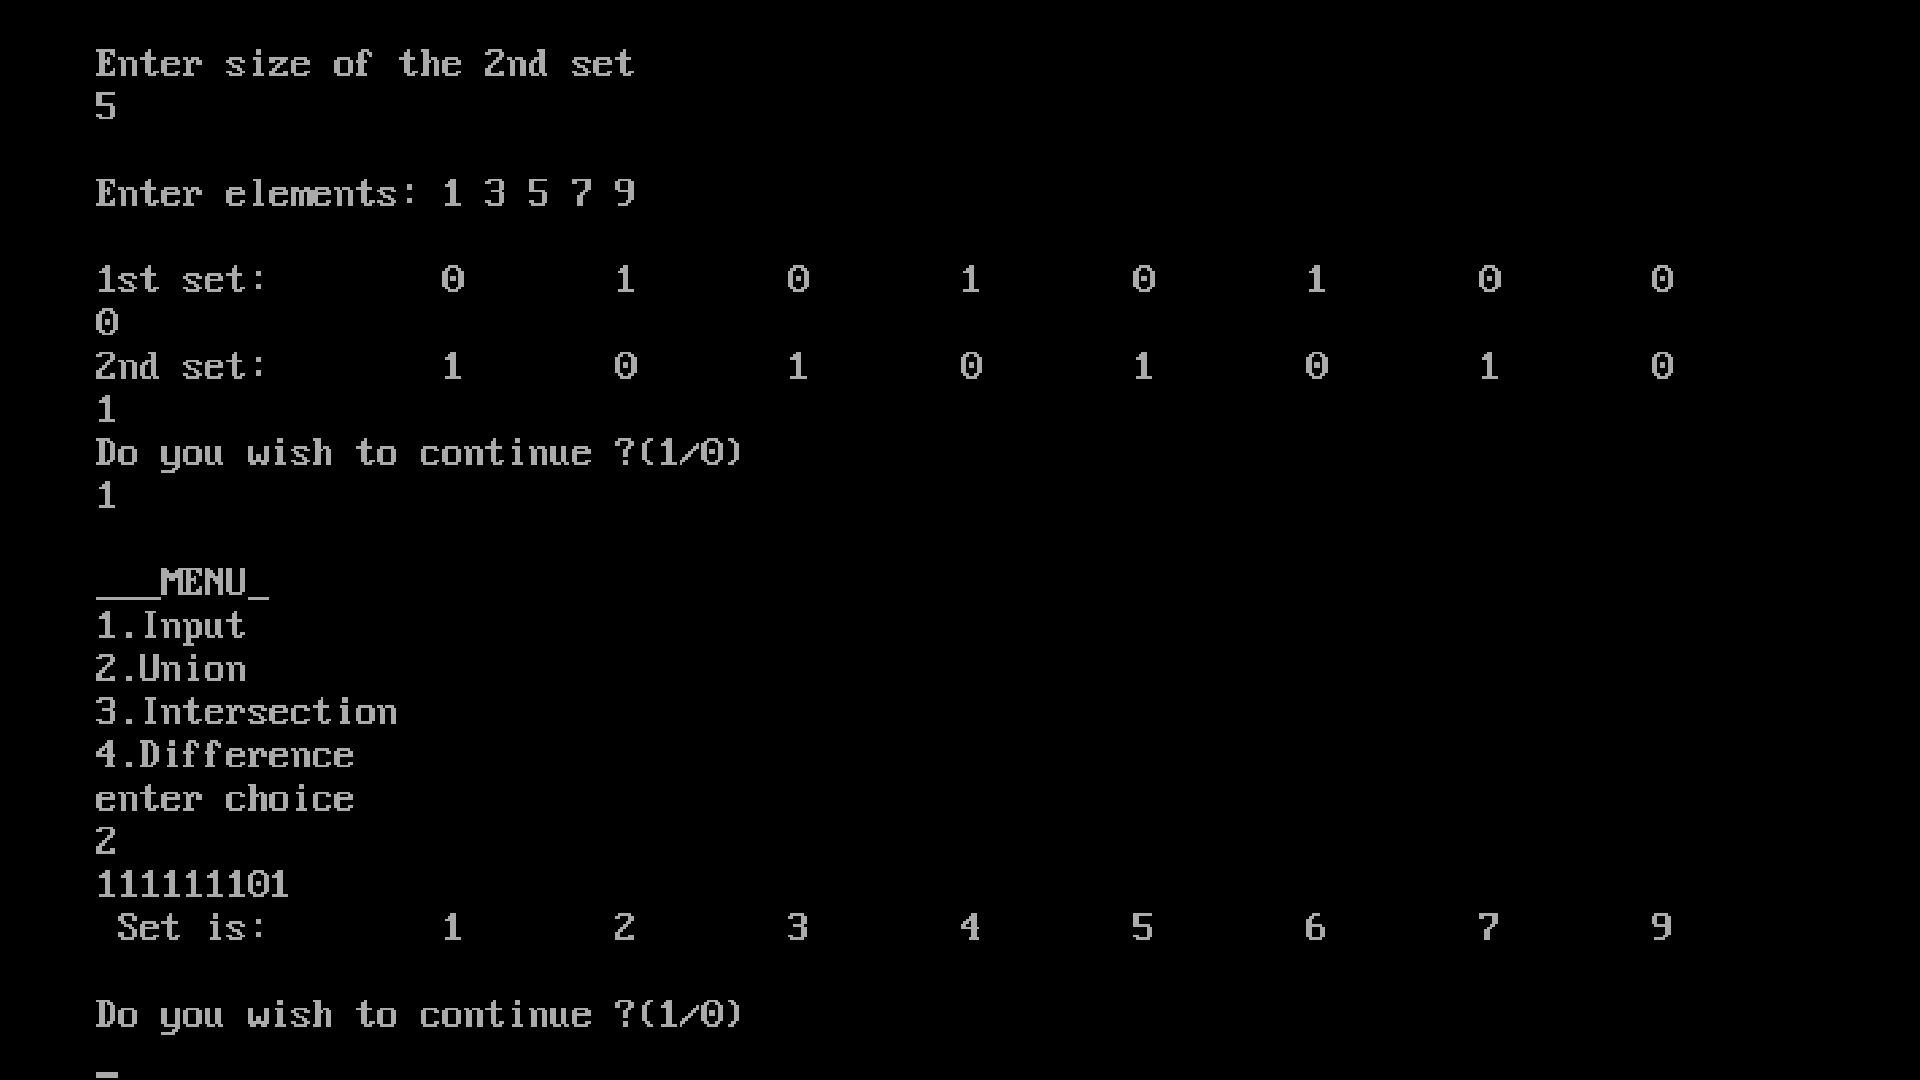 Enter size of the 2nd set
5
Enter elements: 1 3 5 7 9
1st set: 0 1 0 1 0 1 0 0
0
2nd set: 1 0 1 0 1 0 1 0
1
Do you wish to continue ?(1/0)
1
___MENU_
1.Input
2.Union
3.Intersection
4.Difference
enter choice
2
111111101
Set is: 1 2 3 4 5 6 7 9
Do you wish to continue ?(1/0)
_